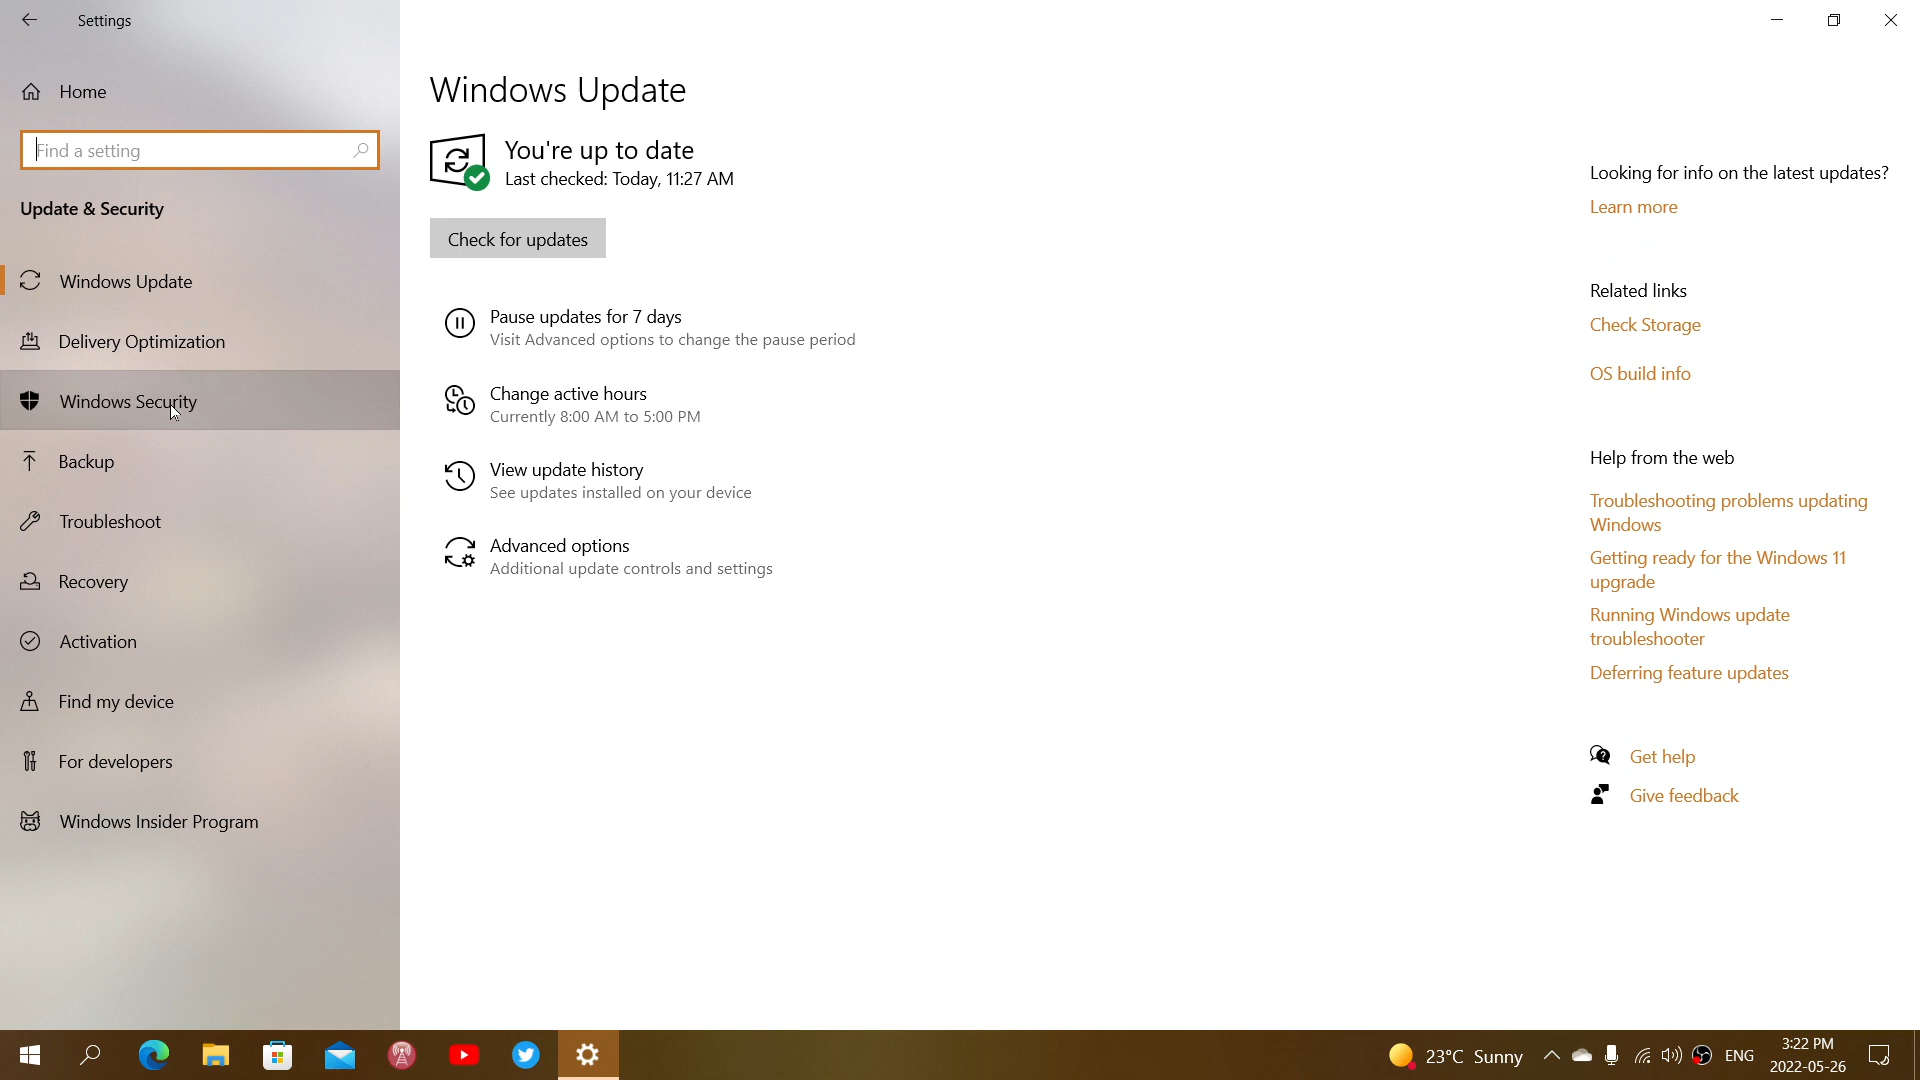 Settings
Home
Find a setting
Update & Security
Windows Update
Delivery Optimization
Windows Security
Backup
Troubleshoot
Recovery
Activation
Find my device
For developers
Windows Insider Program
Windows Update
You're up to date
Last checked: Today, 11:27 AM
Check for updates
Pause updates for 7 days
Visit Advanced options to change the pause period
Change active hours
Currently 8:00 AM to 5:00 PM
View update history
See updates installed on your device
Advanced options
Additional update controls and settings
Looking for info on the latest updates?
Learn more
Related links
Check Storage
OS build info
Help from the web
Troubleshooting problems updating
Windows
Getting ready for the Windows 11
upgrade
Running Windows update
troubleshooter
Deferring feature updates
Get help
Give feedback
23°C Sunny
ENG
3:22 PM
2022-05-26